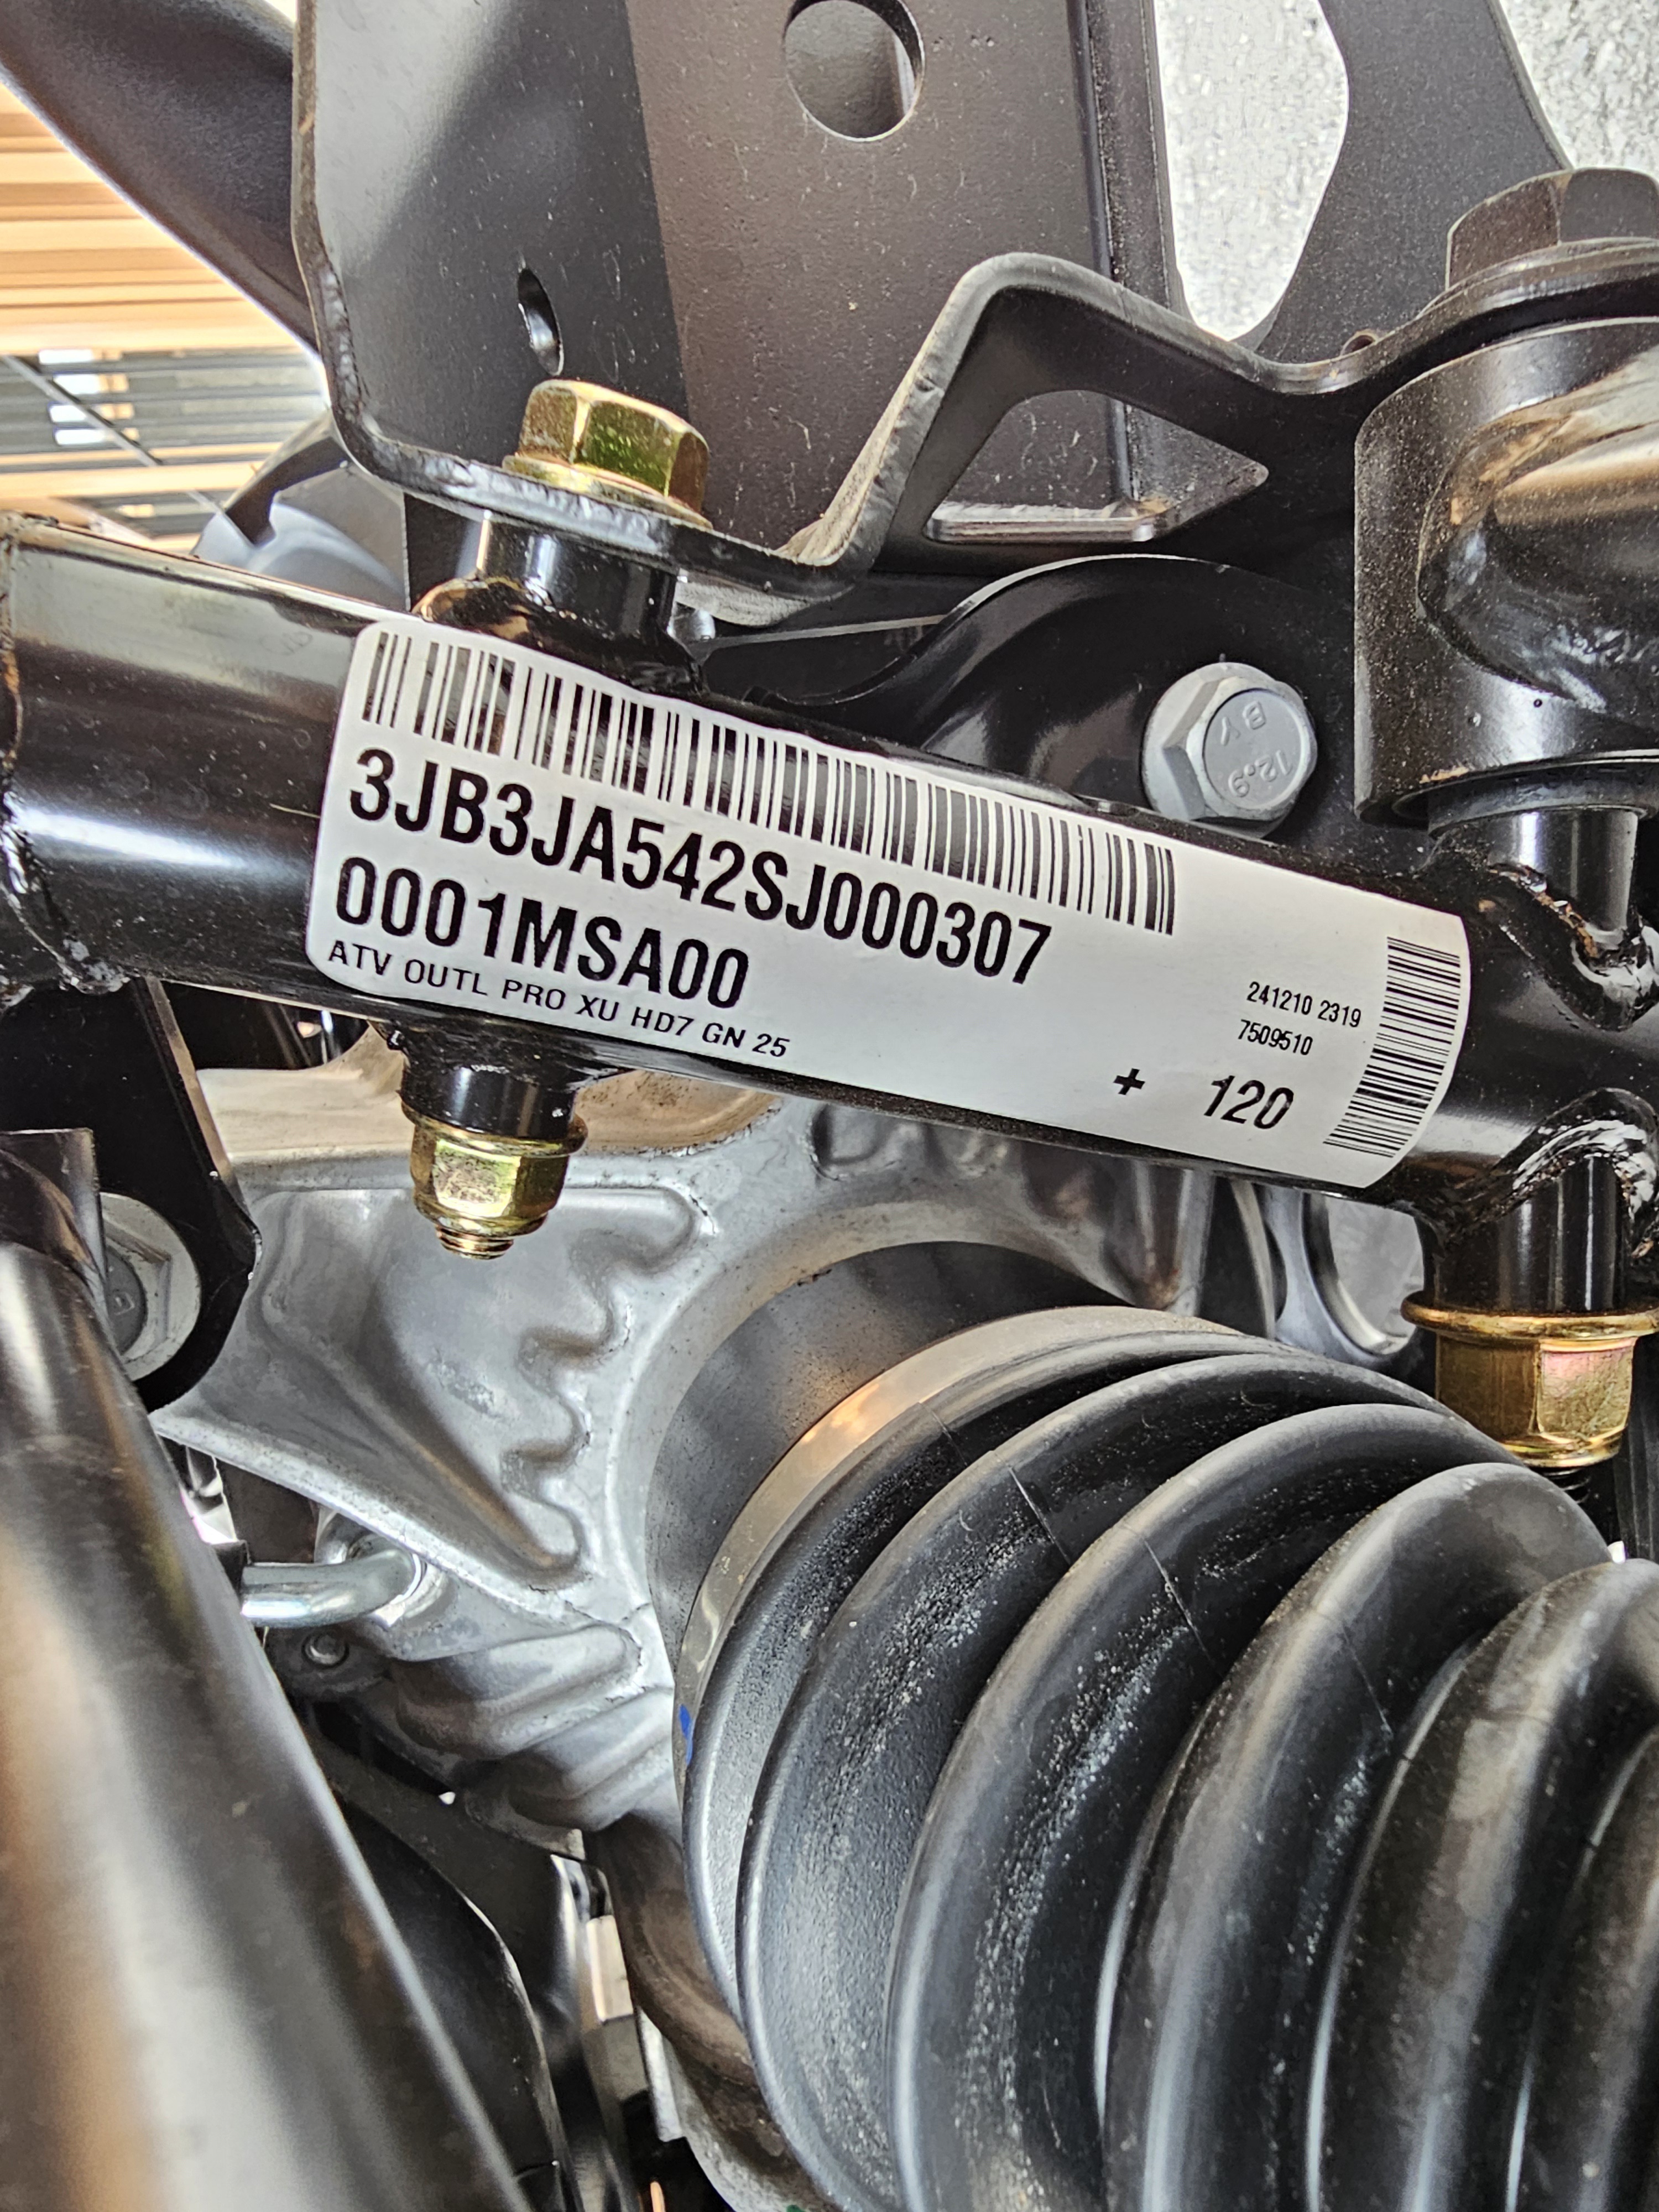 3JB3JA542SJ000307
0001MSA00
ATV OUTL PRO XU HD7 GN 25
241210 2319
7509510
+ 120
BY
12.9